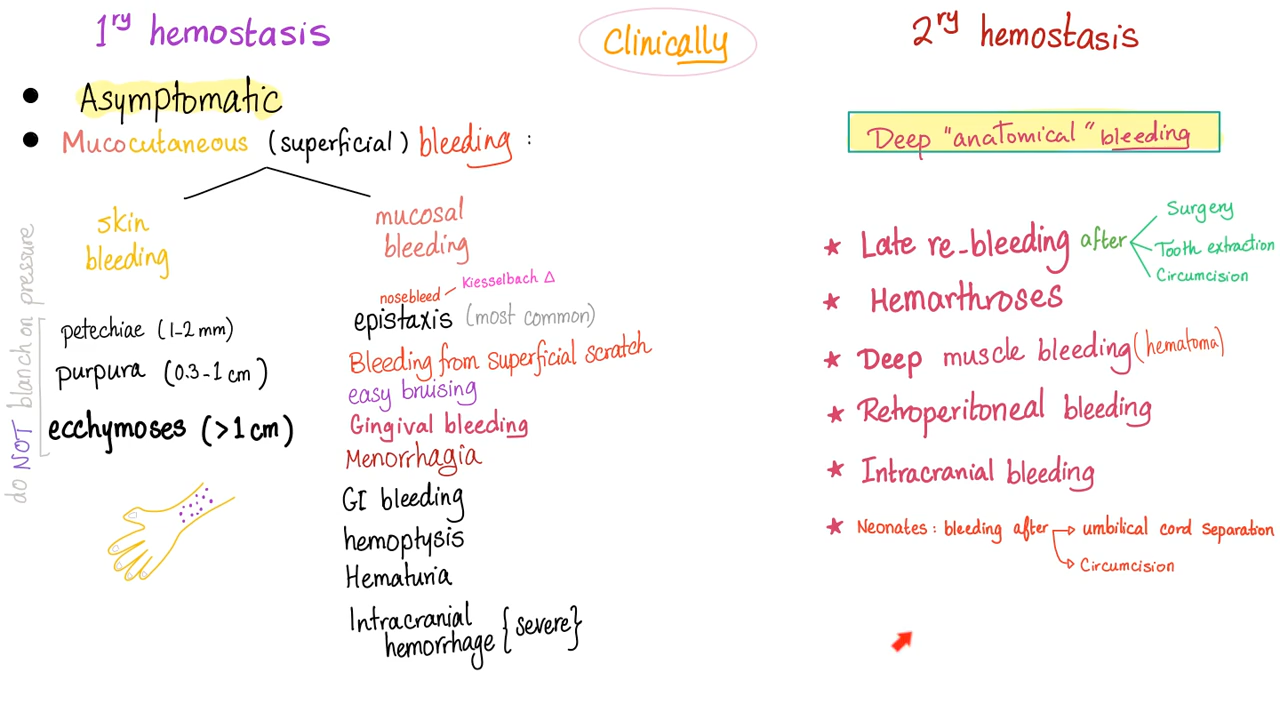 1ry hemostasis
Clinically
2ry hemostasis
• Asymptomatic
• Mucocutaneous (superficial) bleeding :
skin
bleeding
do NOT blanch on pressure
petechiae (1-2 mm)
purpura (0.3-1 cm)
ecchymoses (>1 cm)
mucosal
bleeding
nosebleed
Kiesselbach Δ
epistaxis (most common)
Bleeding from superficial scratch
easy bruising
Gingival bleeding
Menorrhagia
GI bleeding
hemoptysis
Hematuria
Intracranial
hemorrhage {severe}
Deep "anatomical" bleeding
★ Late re-bleeding after
Surgery
Tooth extraction
Circumcision
★ Hemarthroses
★ Deep muscle bleeding (hematoma)
★ Retroperitoneal bleeding
★ Intracranial bleeding
★ Neonates: bleeding after → umbilical cord separation
→ Circumcision